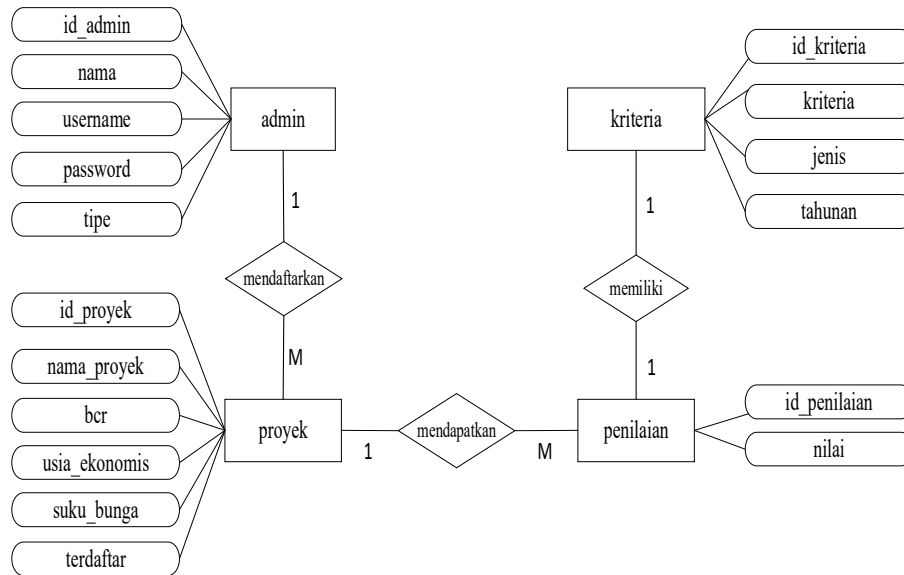 id_admin
nama
username
password
tipe
admin
1
mendaftarkan
M
id_proyek
nama_proyek
bcr
usia_ekonomis
suku_bunga
terdaftar
proyek
1
mendapatkan
M
penilaian
id_penilaian
nilai
1
memiliki
1
kriteria
id_kriteria
kriteria
jenis
tahunan